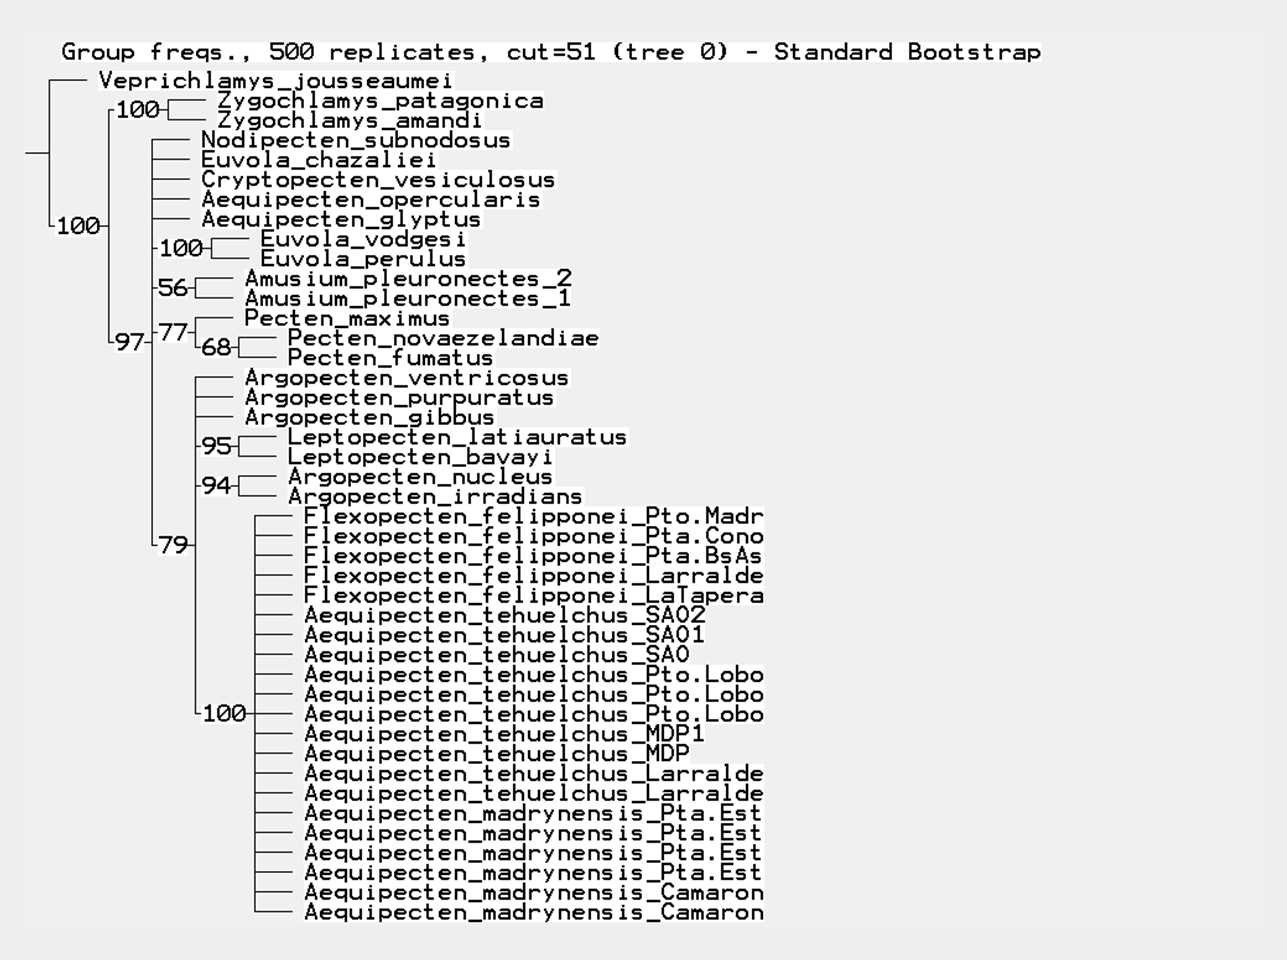 Group freqs., 500 replicates, cut=51 (tree 0) - Standard Bootstrap
Veprichlamys_jousseaumei
100
Zygochlamys_patagonica
Zygochlamys_amandi
Nodipecten_subnodosus
Euvola_chazaliei
Cryptopecten_vesiculosus
Aequipecten_opercularis
Aequipecten_glyptus
100
100
Euvola_vodgesi
Euvola_perulus
56
Amusium_pleuronectes_2
Amusium_pleuronectes_1
Pecten_maximus
77
97
68
Pecten_novaezelandiae
Pecten_fumatus
Argopecten_ventricosus
Argopecten_purpuratus
Argopecten_gibbus
95
Leptopecten_latiauratus
Leptopecten_bavayi
94
Argopecten_nucleus
Argopecten_irradians
Flexopecten_felipponei_Pto.Madr
Flexopecten_felipponei_Pta.Cono
79
Flexopecten_felipponei_Pta.BsAs
Flexopecten_felipponei_Larralde
Flexopecten_felipponei_LaTapera
Aequipecten_tehuelchus_SAO2
Aequipecten_tehuelchus_SAO1
Aequipecten_tehuelchus_SAO
Aequipecten_tehuelchus_Pto.Lobo
Aequipecten_tehuelchus_Pto.Lobo
100
Aequipecten_tehuelchus_Pto.Lobo
Aequipecten_tehuelchus_MDP1
Aequipecten_tehuelchus_MDP
Aequipecten_tehuelchus_Larralde
Aequipecten_tehuelchus_Larralde
Aequipecten_madrynensis_Pta.Est
Aequipecten_madrynensis_Pta.Est
Aequipecten_madrynensis_Pta.Est
Aequipecten_madrynensis_Pta.Est
Aequipecten_madrynensis_Camaron
Aequipecten_madrynensis_Camaron